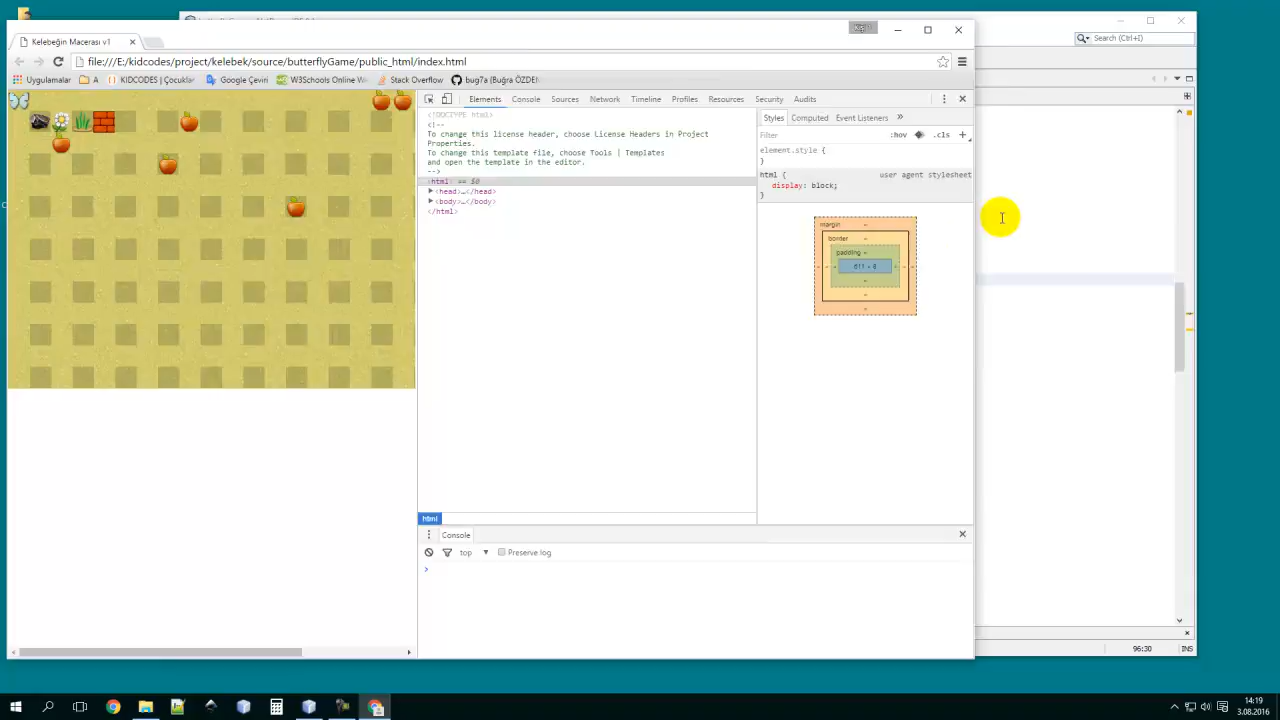 Search (Ctrl+I)
Kelebeğin Macerası v1
file:///E:/kidcodes/project/kelebek/source/butterflyGame/public_html/index.html
Uygulamalar
A
KIDCODES | Çocuklar
Google Çeviri
W3Schools Online We
Stack Overflow
bug7a (Buğra ÖZDEN
Elements
Console
Sources
Network
Timeline
Profiles
Resources
Security
Audits
<!DOCTYPE html>
<!--
To change this license header, choose License Headers in Project
Properties.
To change this template file, choose Tools | Templates
and open the template in the editor.
-->
<html> == $0
<head>…</head>
<body>…</body>
</html>
Styles
Computed
Event Listeners
»
Filter
:hov
.cls
+
element.style {
}
html {
user agent stylesheet
display: block;
}
margin
-
border
-
padding
-
611 × 8
html
Console
top
Preserve log
>
96:30
INS
14:19
3.08.2016